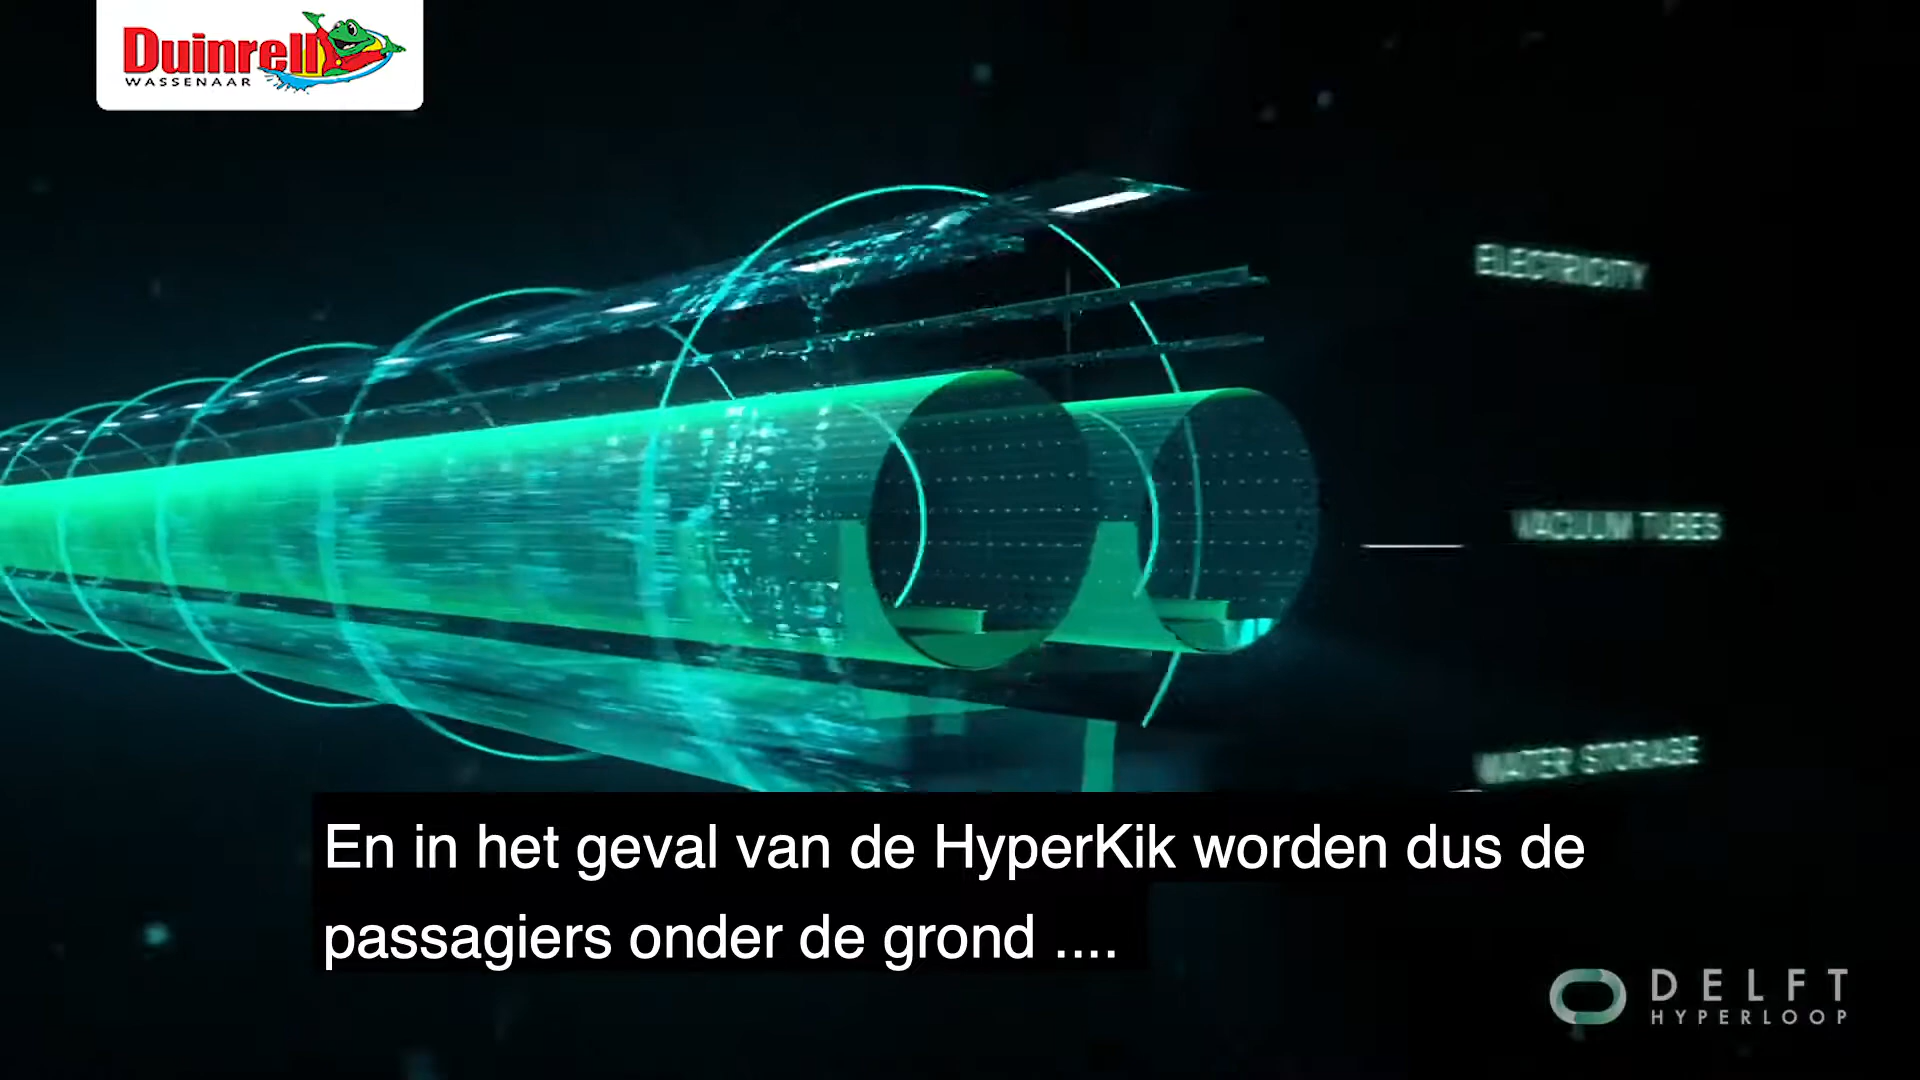 Duinrell
WASSENAAR
ELECTRICITY
VACUUM TUBES
WATER STORAGE
En in het geval van de HyperKik worden dus de
passagiers onder de grond ....
DELFT
HYPERLOOP